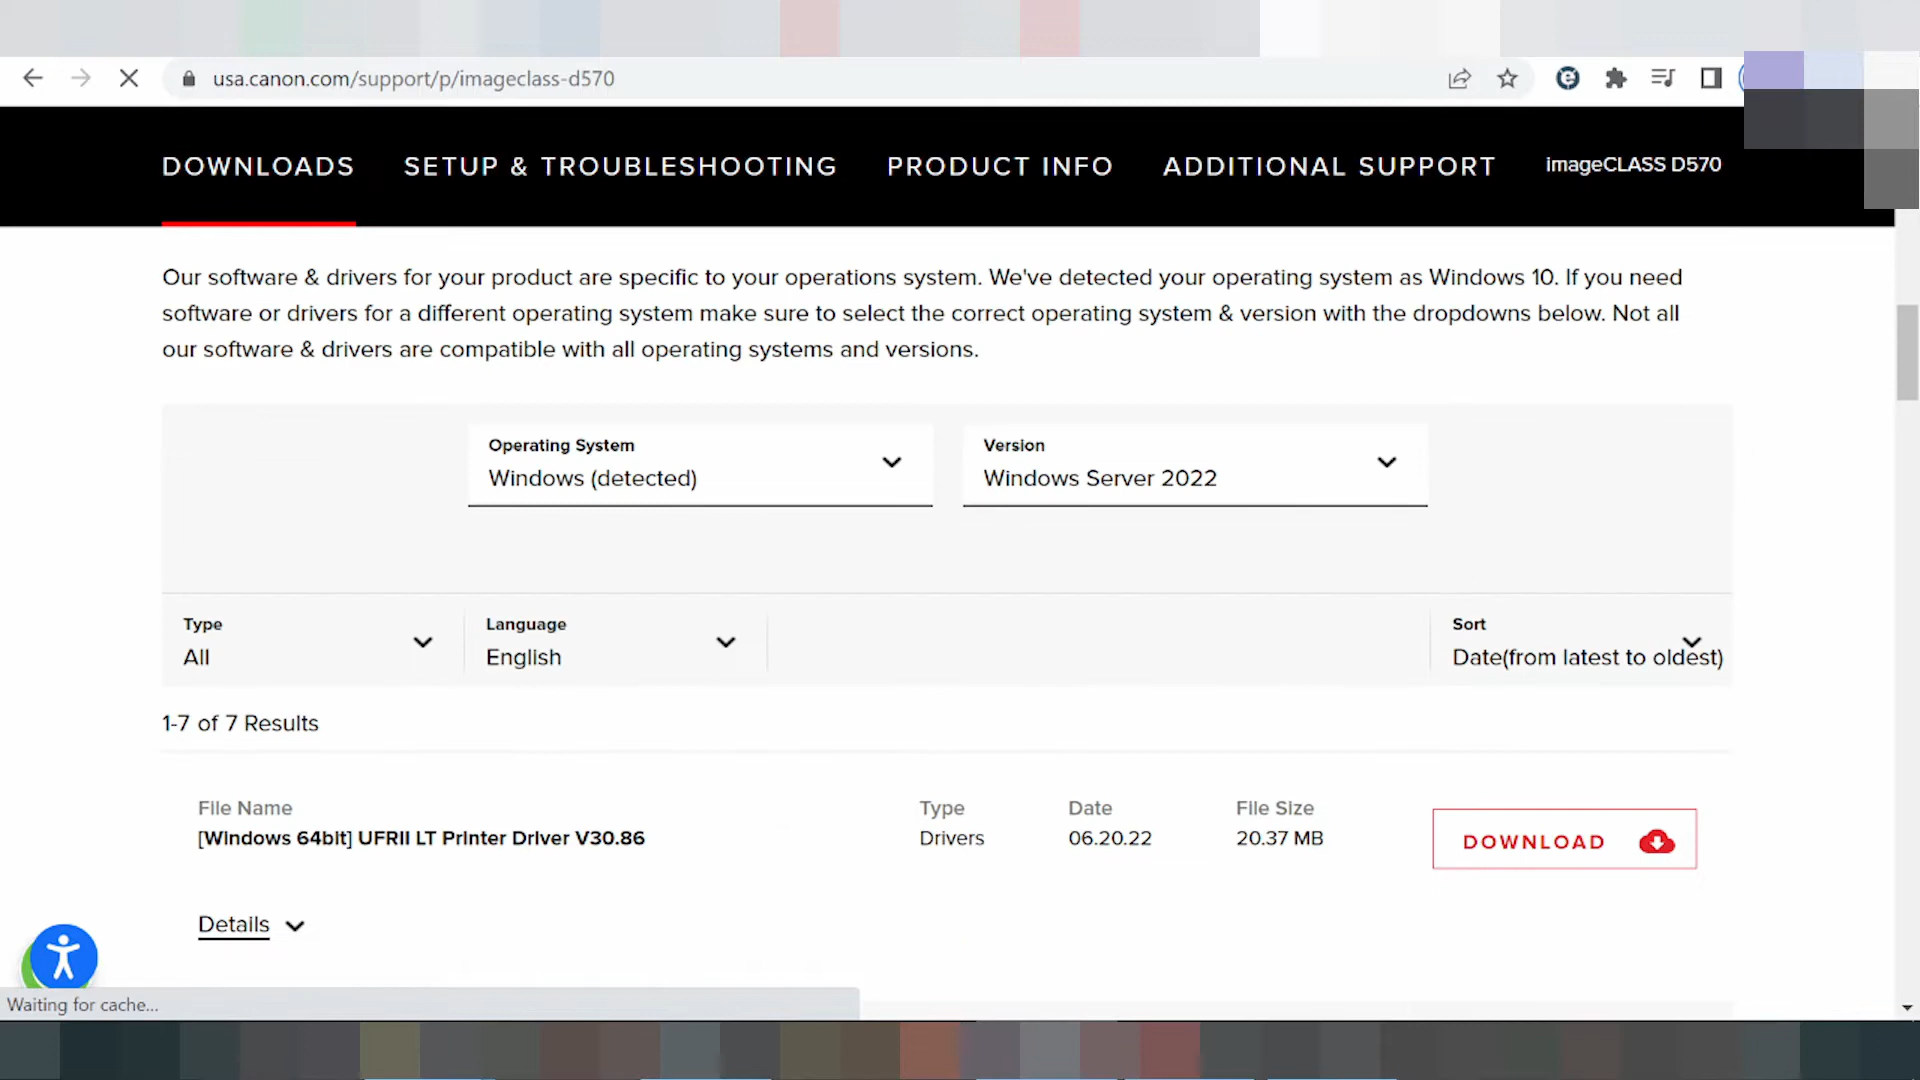 usa.canon.com/support/p/imageclass-d570
DOWNLOADS SETUP & TROUBLESHOOTING PRODUCT INFO ADDITIONAL SUPPORT imageCLASS D570
Our software & drivers for your product are specific to your operations system. We've detected your operating system as Windows 10. If you need
software or drivers for a different operating system make sure to select the correct operating system & version with the dropdowns below. Not all
our software & drivers are compatible with all operating systems and versions.
Operating System Version
Windows (detected) Windows Server 2022
Type Language Sort
All English Date(from latest to oldest)
1-7 of 7 Results
File Name Type Date File Size
[Windows 64bit] UFRII LT Printer Driver V30.86 Drivers 06.20.22 20.37 MB
DOWNLOAD
Details
Waiting for cache...